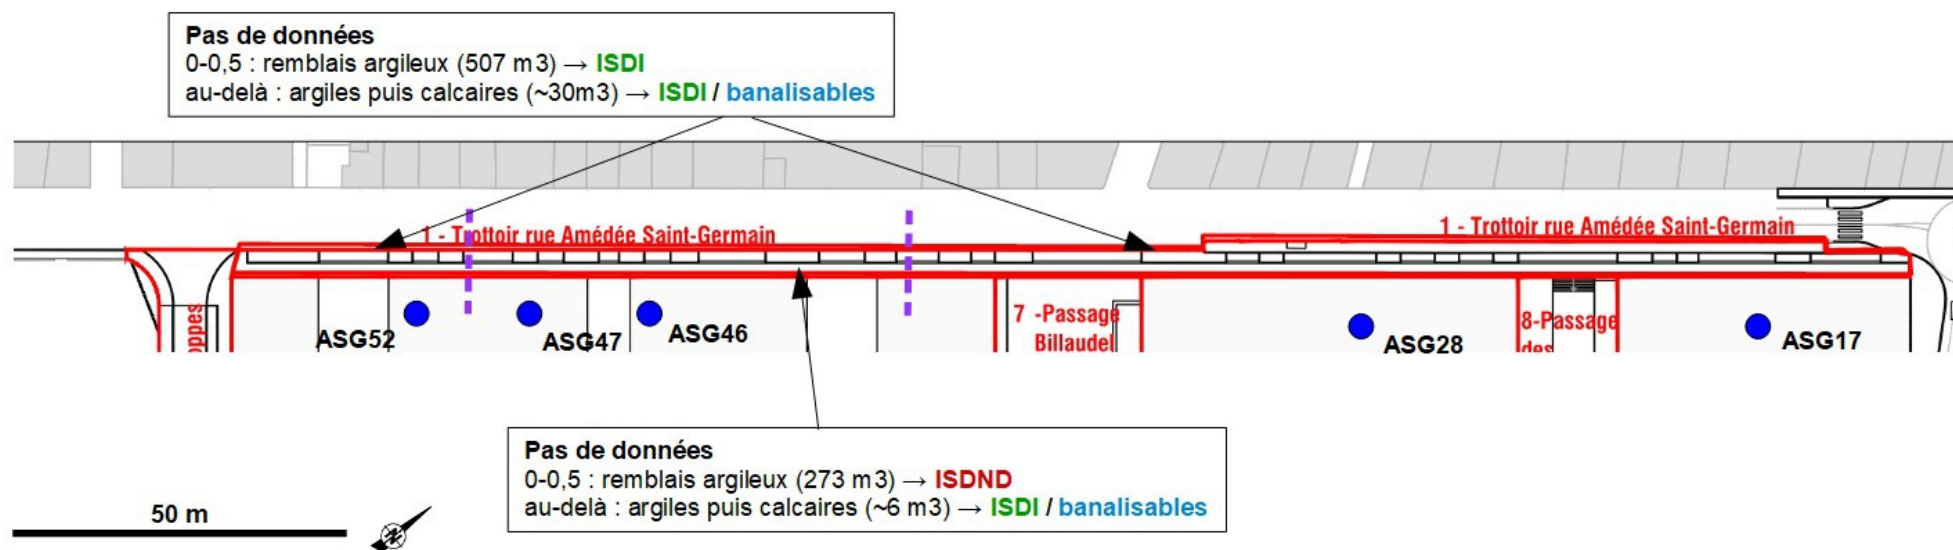 Pas de données
0-0,5 : remblais argileux (507 m3) → ISDI
au-delà : argiles puis calcaires (~30m3) → ISDI / banalisables
1 - Trottoir rue Amédée Saint-Germain
1 - Trottoir rue Amédée Saint-Germain
oppes
ASG52
ASG47
ASG46
7 -Passage
Billaudel
ASG28
8-Passage
des
ASG17
Pas de données
0-0,5 : remblais argileux (273 m3) → ISDND
au-delà : argiles puis calcaires (~6 m3) → ISDI / banalisables
50 m
N